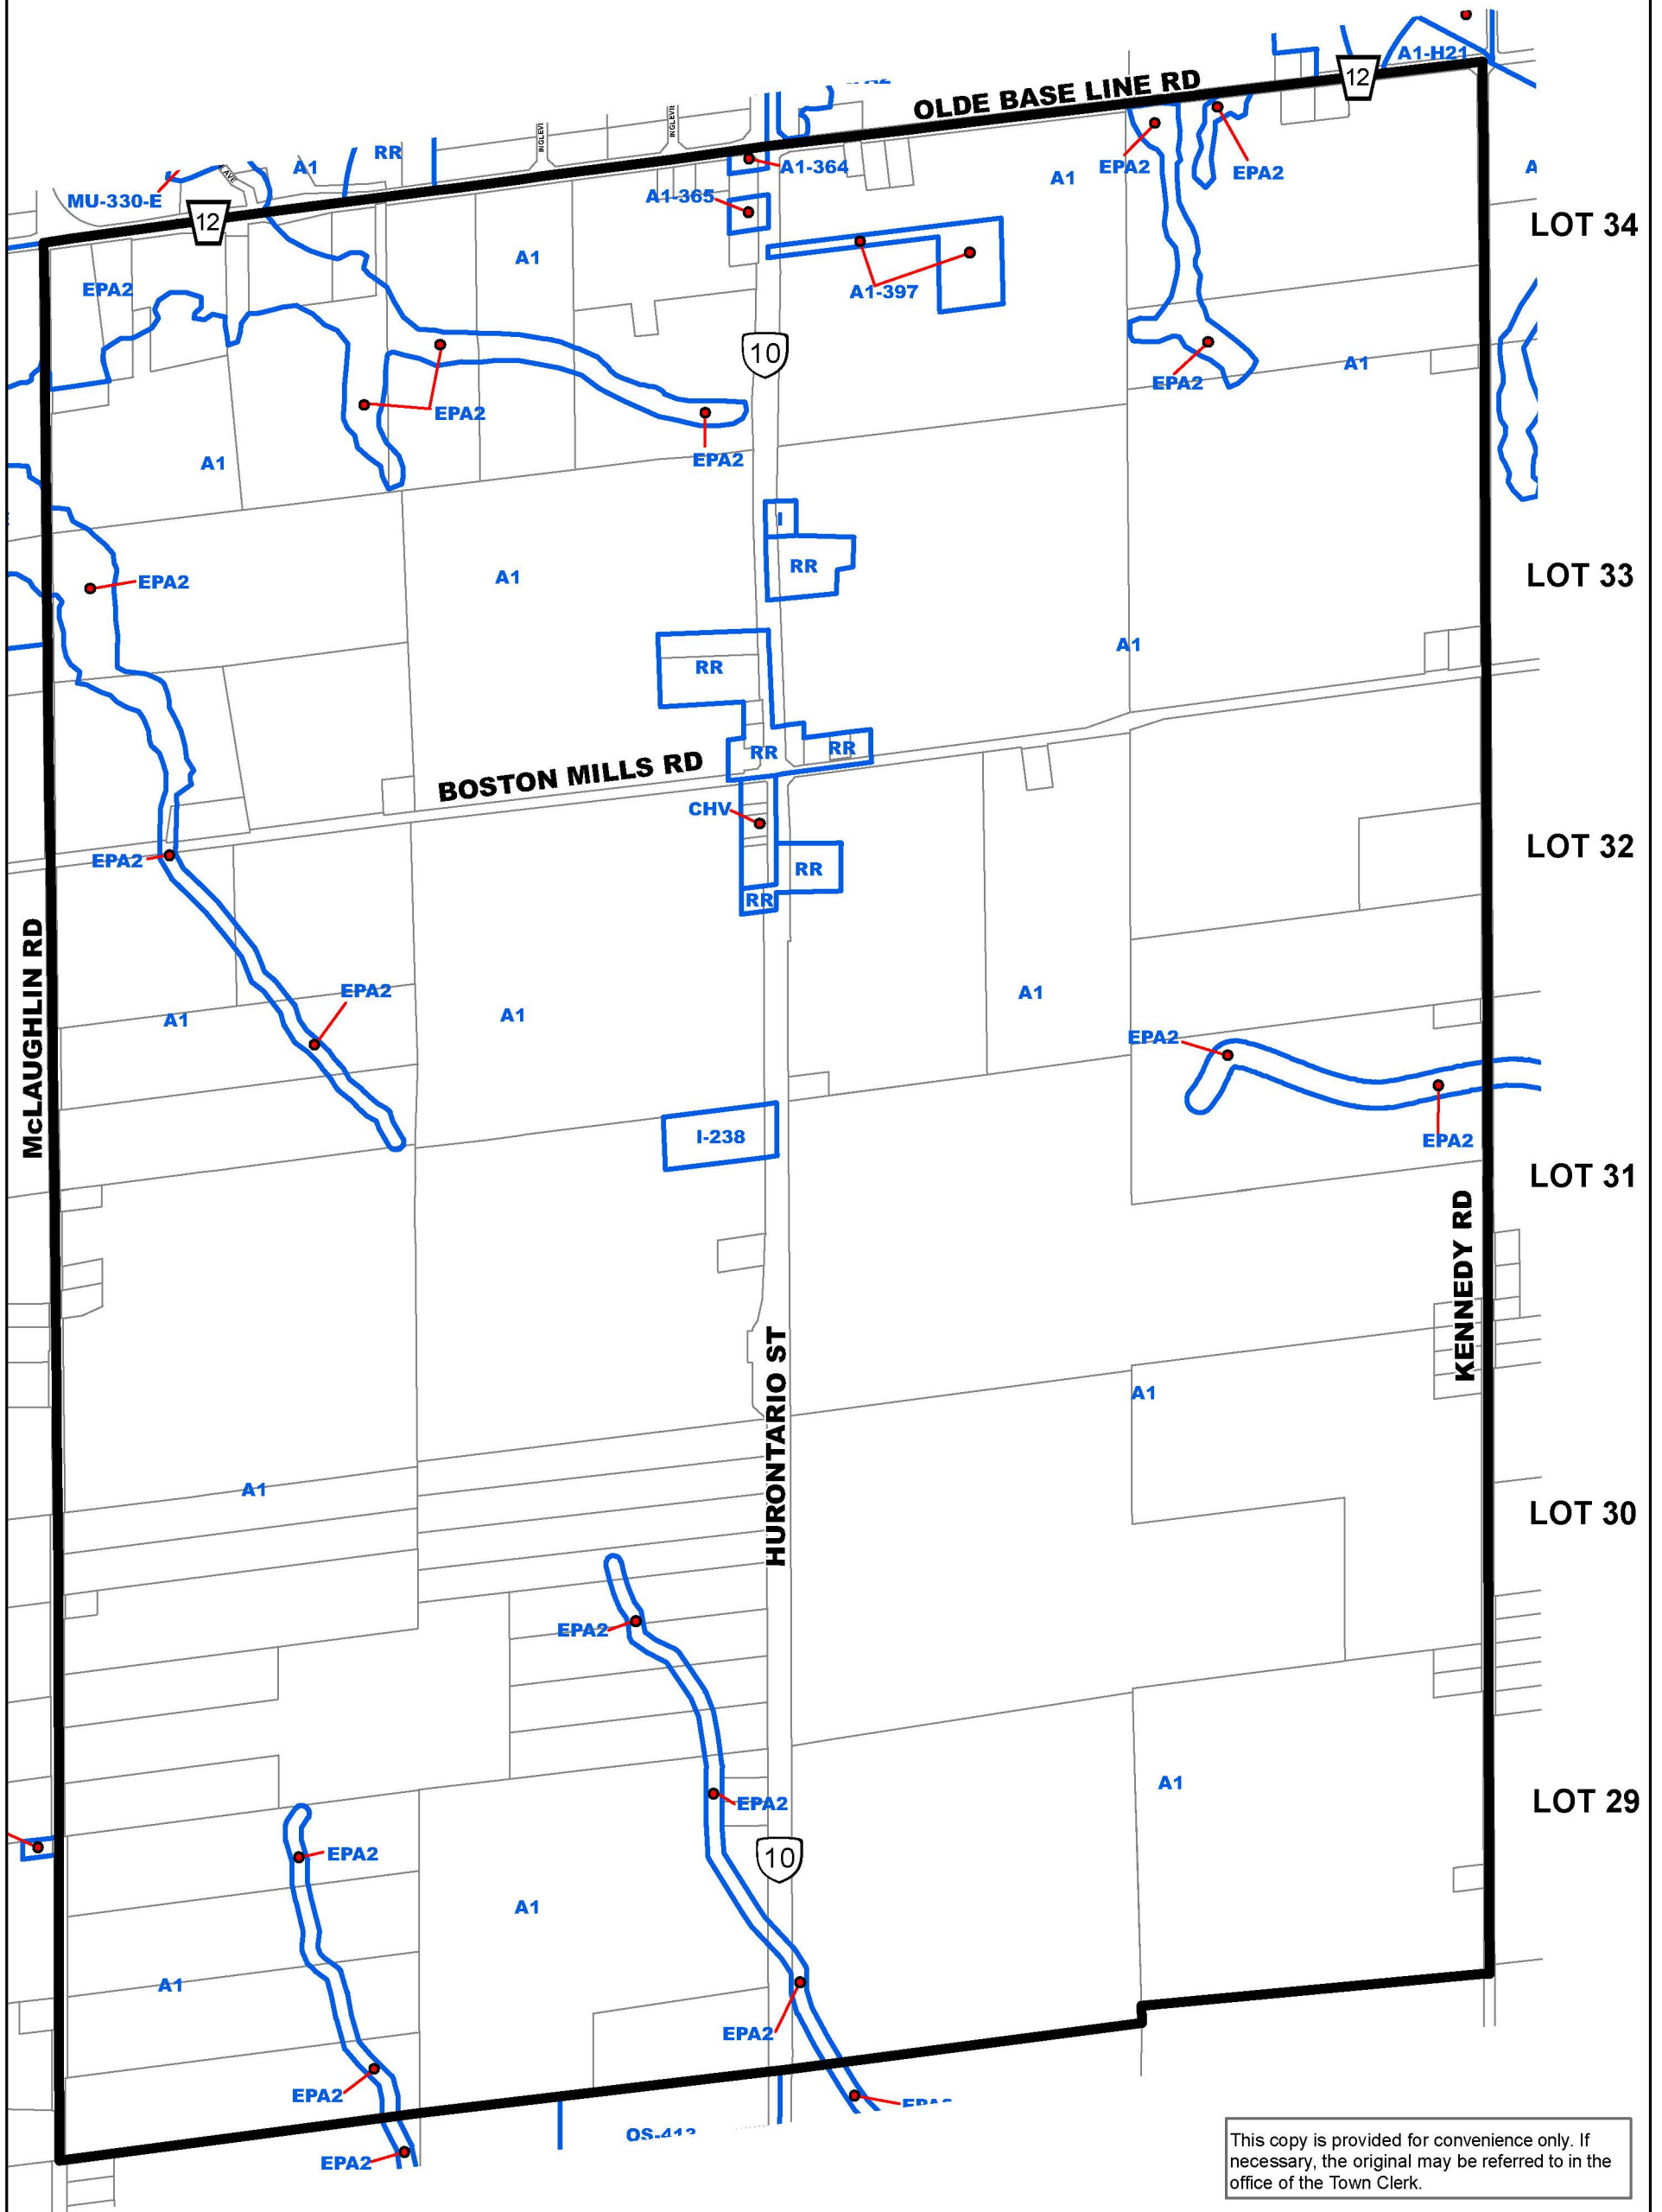 A1-H21
12
OLDE BASE LINE RD
INGLEVI
INGLEVI
RR
A1
AVE
MU-330-E
12
A1-364
A1-365
A1
EPA2
EPA2
A
LOT 34
A1
EPA2
A1-397
10
A1
EPA2
EPA2
EPA2
A1
I
RR
LOT 33
EPA2
A1
A1
RR
RR
RR
BOSTON MILLS RD
CHV
LOT 32
EPA2
RR
RR
McLAUGHLIN RD
EPA2
A1
A1
A1
EPA2
I-238
EPA2
LOT 31
KENNEDY RD
HURONTARIO ST
A1
A1
LOT 30
EPA2
A1
EPA2
LOT 29
EPA2
10
A1
A1
EPA2
EPA2
OS-413
EPA2
This copy is provided for convenience only. If
necessary, the original may be referred to in the
office of the Town Clerk.